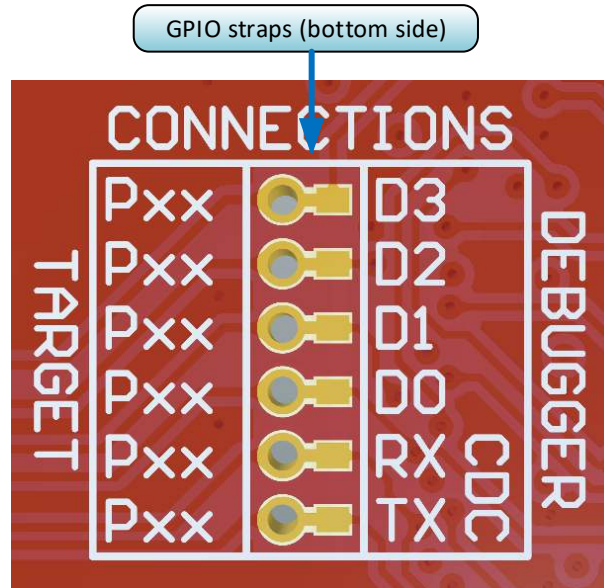 GPIO straps (bottom side)
CONNECTIONS
TARGET
Pxx D3
Pxx D2
Pxx D1
Pxx D0
Pxx RX
Pxx TX
CDC
DEBUGGER